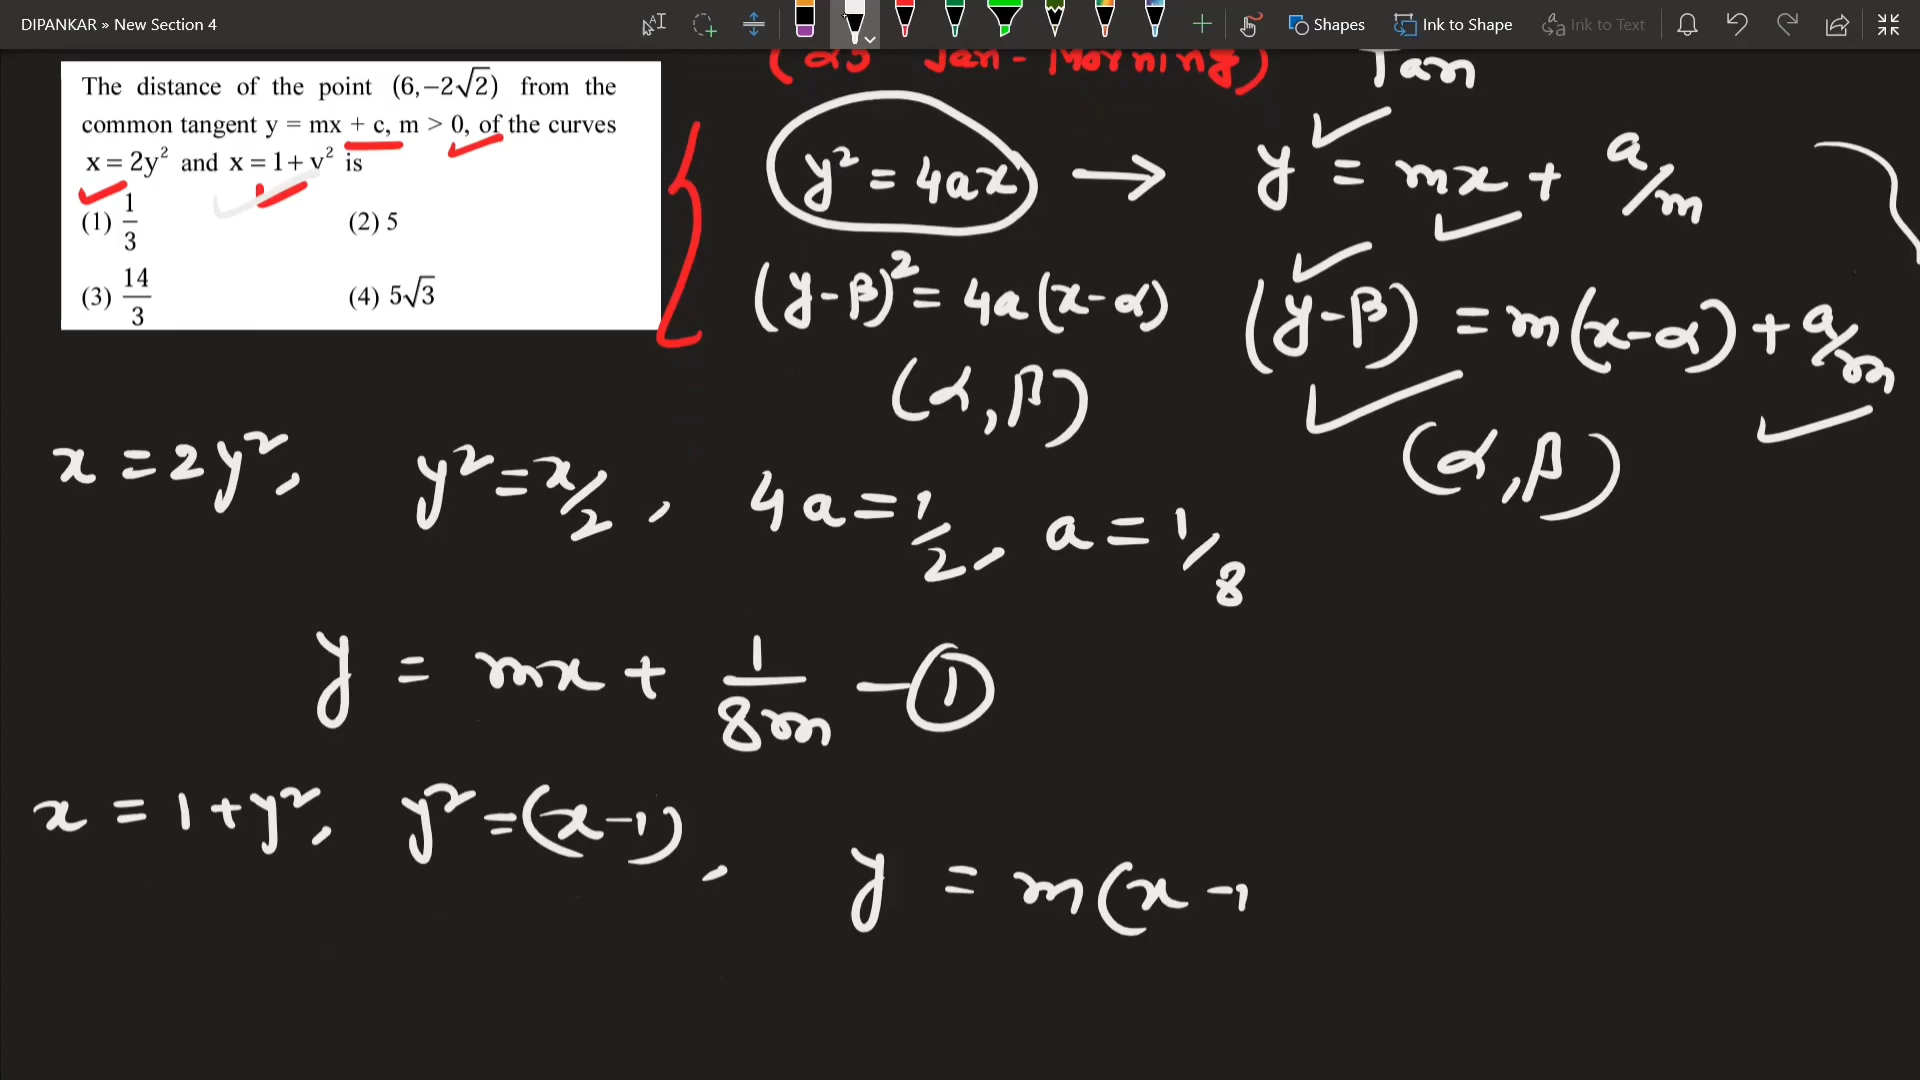 DIPANKAR » New Section 4
Shapes
Ink to Shape
Ink to Text
The distance of the point (6,−2√2) from the
common tangent y = mx + c, m > 0, of the curves
x = 2y² and x = 1 + y² is
(1) 1/3
(2) 5
(3) 14/3
(4) 5√3
(25 Jan - Morning)
Tan
y² = 4ax → y = mx + a/m
(y-β)² = 4a(x-α)
(y-β) = m(x-α) + a/m
(α,β)
(α,β)
x = 2y², y² = x/2, 4a = 1/2, a = 1/8
y = mx + 1/8m — ①
x = 1 + y², y² = (x-1), y = m(x -1